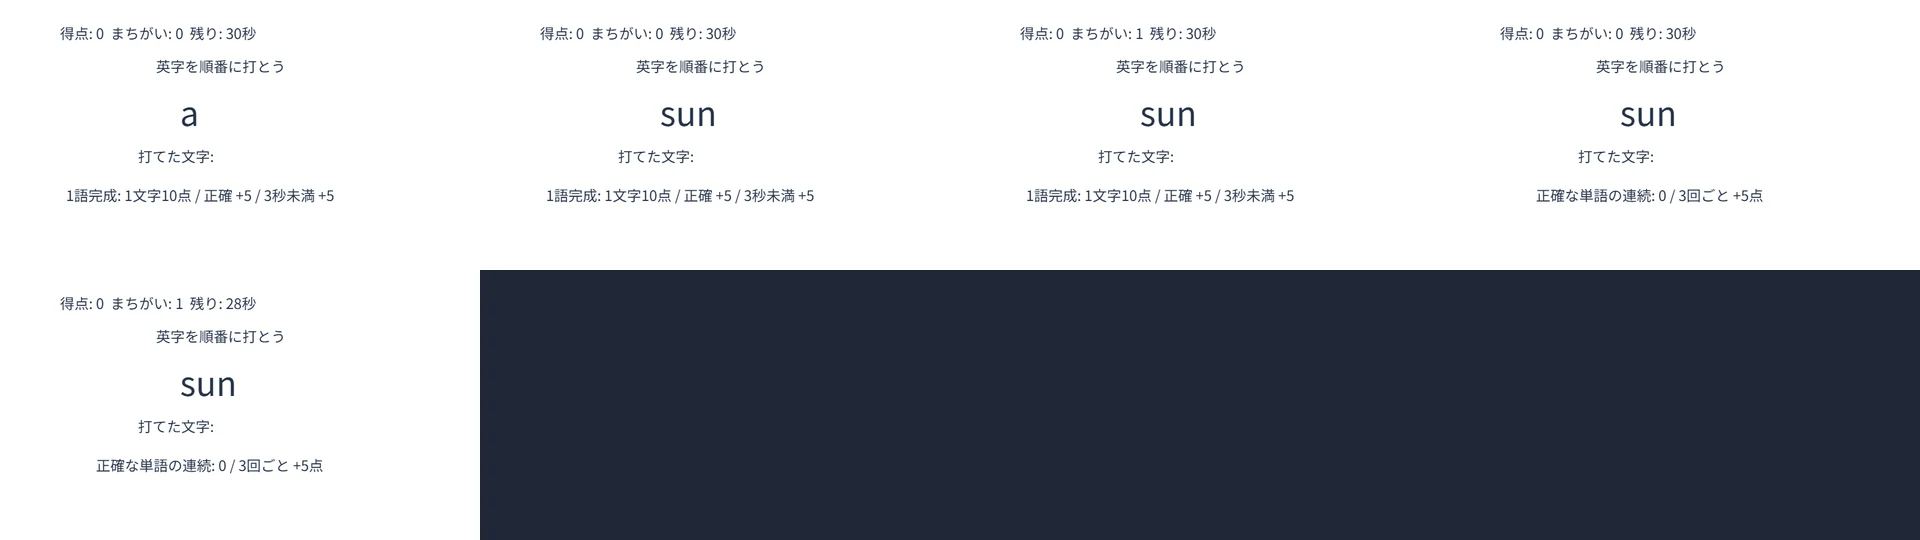 得点: 0 まちがい: 0 残り: 30秒
英字を順番に打とう
a
打てた文字:
1語完成: 1文字10点 / 正確 +5 / 3秒未満 +5
得点: 0 まちがい: 0 残り: 30秒
英字を順番に打とう
sun
打てた文字:
1語完成: 1文字10点 / 正確 +5 / 3秒未満 +5
得点: 0 まちがい: 1 残り: 30秒
英字を順番に打とう
sun
打てた文字:
1語完成: 1文字10点 / 正確 +5 / 3秒未満 +5
得点: 0 まちがい: 0 残り: 30秒
英字を順番に打とう
sun
打てた文字:
正確な単語の連続: 0 / 3回ごと +5点
得点: 0 まちがい: 1 残り: 28秒
英字を順番に打とう
sun
打てた文字:
正確な単語の連続: 0 / 3回ごと +5点